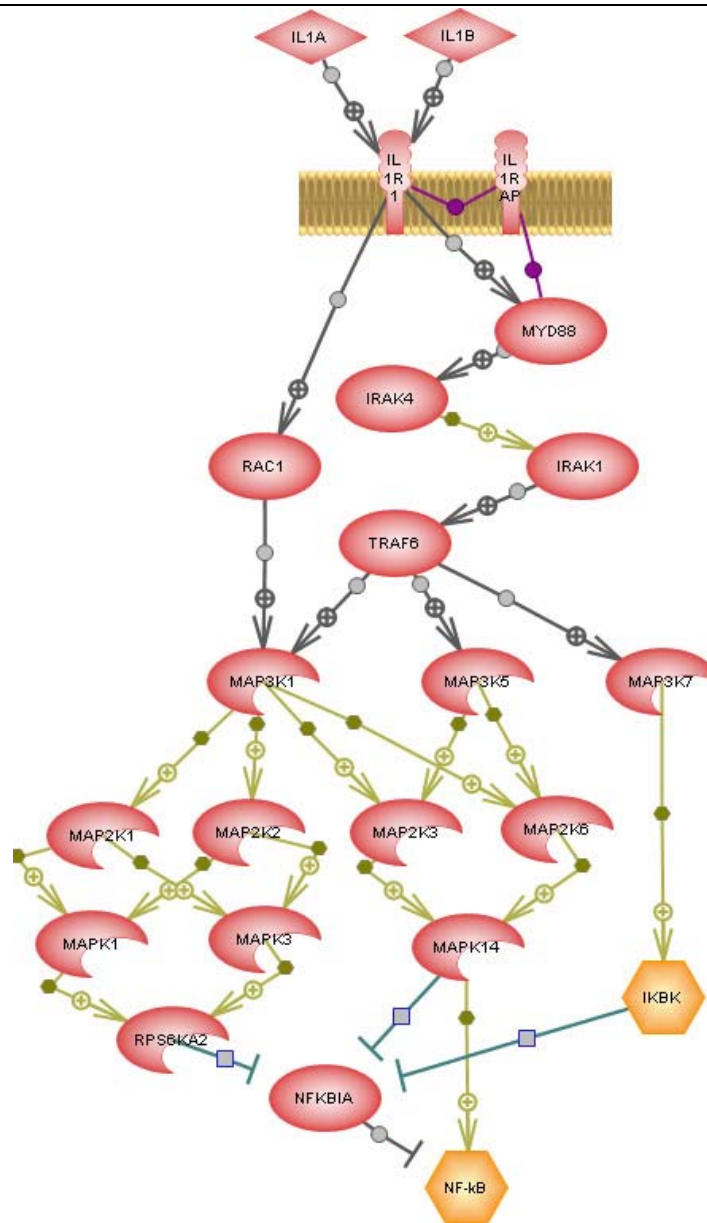 IL1A
IL1B
IL
1R
1
IL
1R
AP
MYD88
IRAK4
RAC1
IRAK1
TRAF6
MAP3K1
MAP3K5
MAP3K7
MAP2K1
MAP2K2
MAP2K3
MAP2K6
MAPK1
MAPK3
MAPK14
IKBK
RPS6KA2
NFKBIA
NF-kB